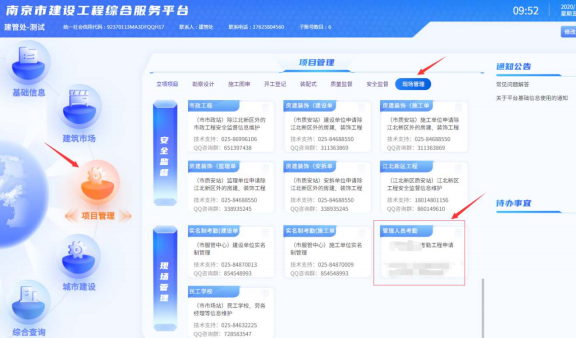 南京市建设工程综合服务平台
09:52
2020/
星期五
建管处-测试
统一社会信用代码：92370113MA3DFQQH17
联系人：建管处
联系电话：17625804560
子账号数目：6
修改
项目管理
立项项目 勘察设计 施工图审 开工登记 装配式 质量监督 安全监督 现场管理
通知公告
常见问题解答
关于平台基础信息使用的通知
待办事宜
基础信息
建筑市场
项目管理
城市建设
综合查询
安全监督
市政工程
（市市政站）除江北新区外的
市政工程安全监督信息维护
技术支持：025-86996106
QQ咨询群：651397438
房建装饰（建设单
（市质安站）建设单位申请除
江北新区外的房建、装饰工程
技术支持：025-84688550
QQ咨询群：311363869
房建装饰（施工单
（市质安站）施工单位申请除
江北新区外的房建、装饰工程
技术支持：025-84688550
QQ咨询群：311363869
房建装饰（监理单
（市质安站）监理单位申请除
江北新区外的房建、装饰工程
技术支持：025-84688550
QQ咨询群：338935245
房建装饰（安拆单
（市质安站）安拆单位申请除
江北新区外的房建、装饰工程
技术支持：025-84688550
QQ咨询群：338935245
江北新区工程
（江北新区质安站）江北新区
工程安全监督信息维护
技术支持：18014801156
QQ咨询群：860149610
现场管理
实名制考勤(建设单
（市服管中心）建设单位实名
制管理
技术支持：025-84870013
QQ咨询群：854548993
实名制考勤(施工单
（市服管中心）施工单位实名
制管理
技术支持：025-84870009
QQ咨询群：854548993
管理人员考勤
考勤工程申请
民工学校
（市市场站）民工学校、劳务
经理等信息维护
技术支持：025-84632225
QQ咨询群：728583547